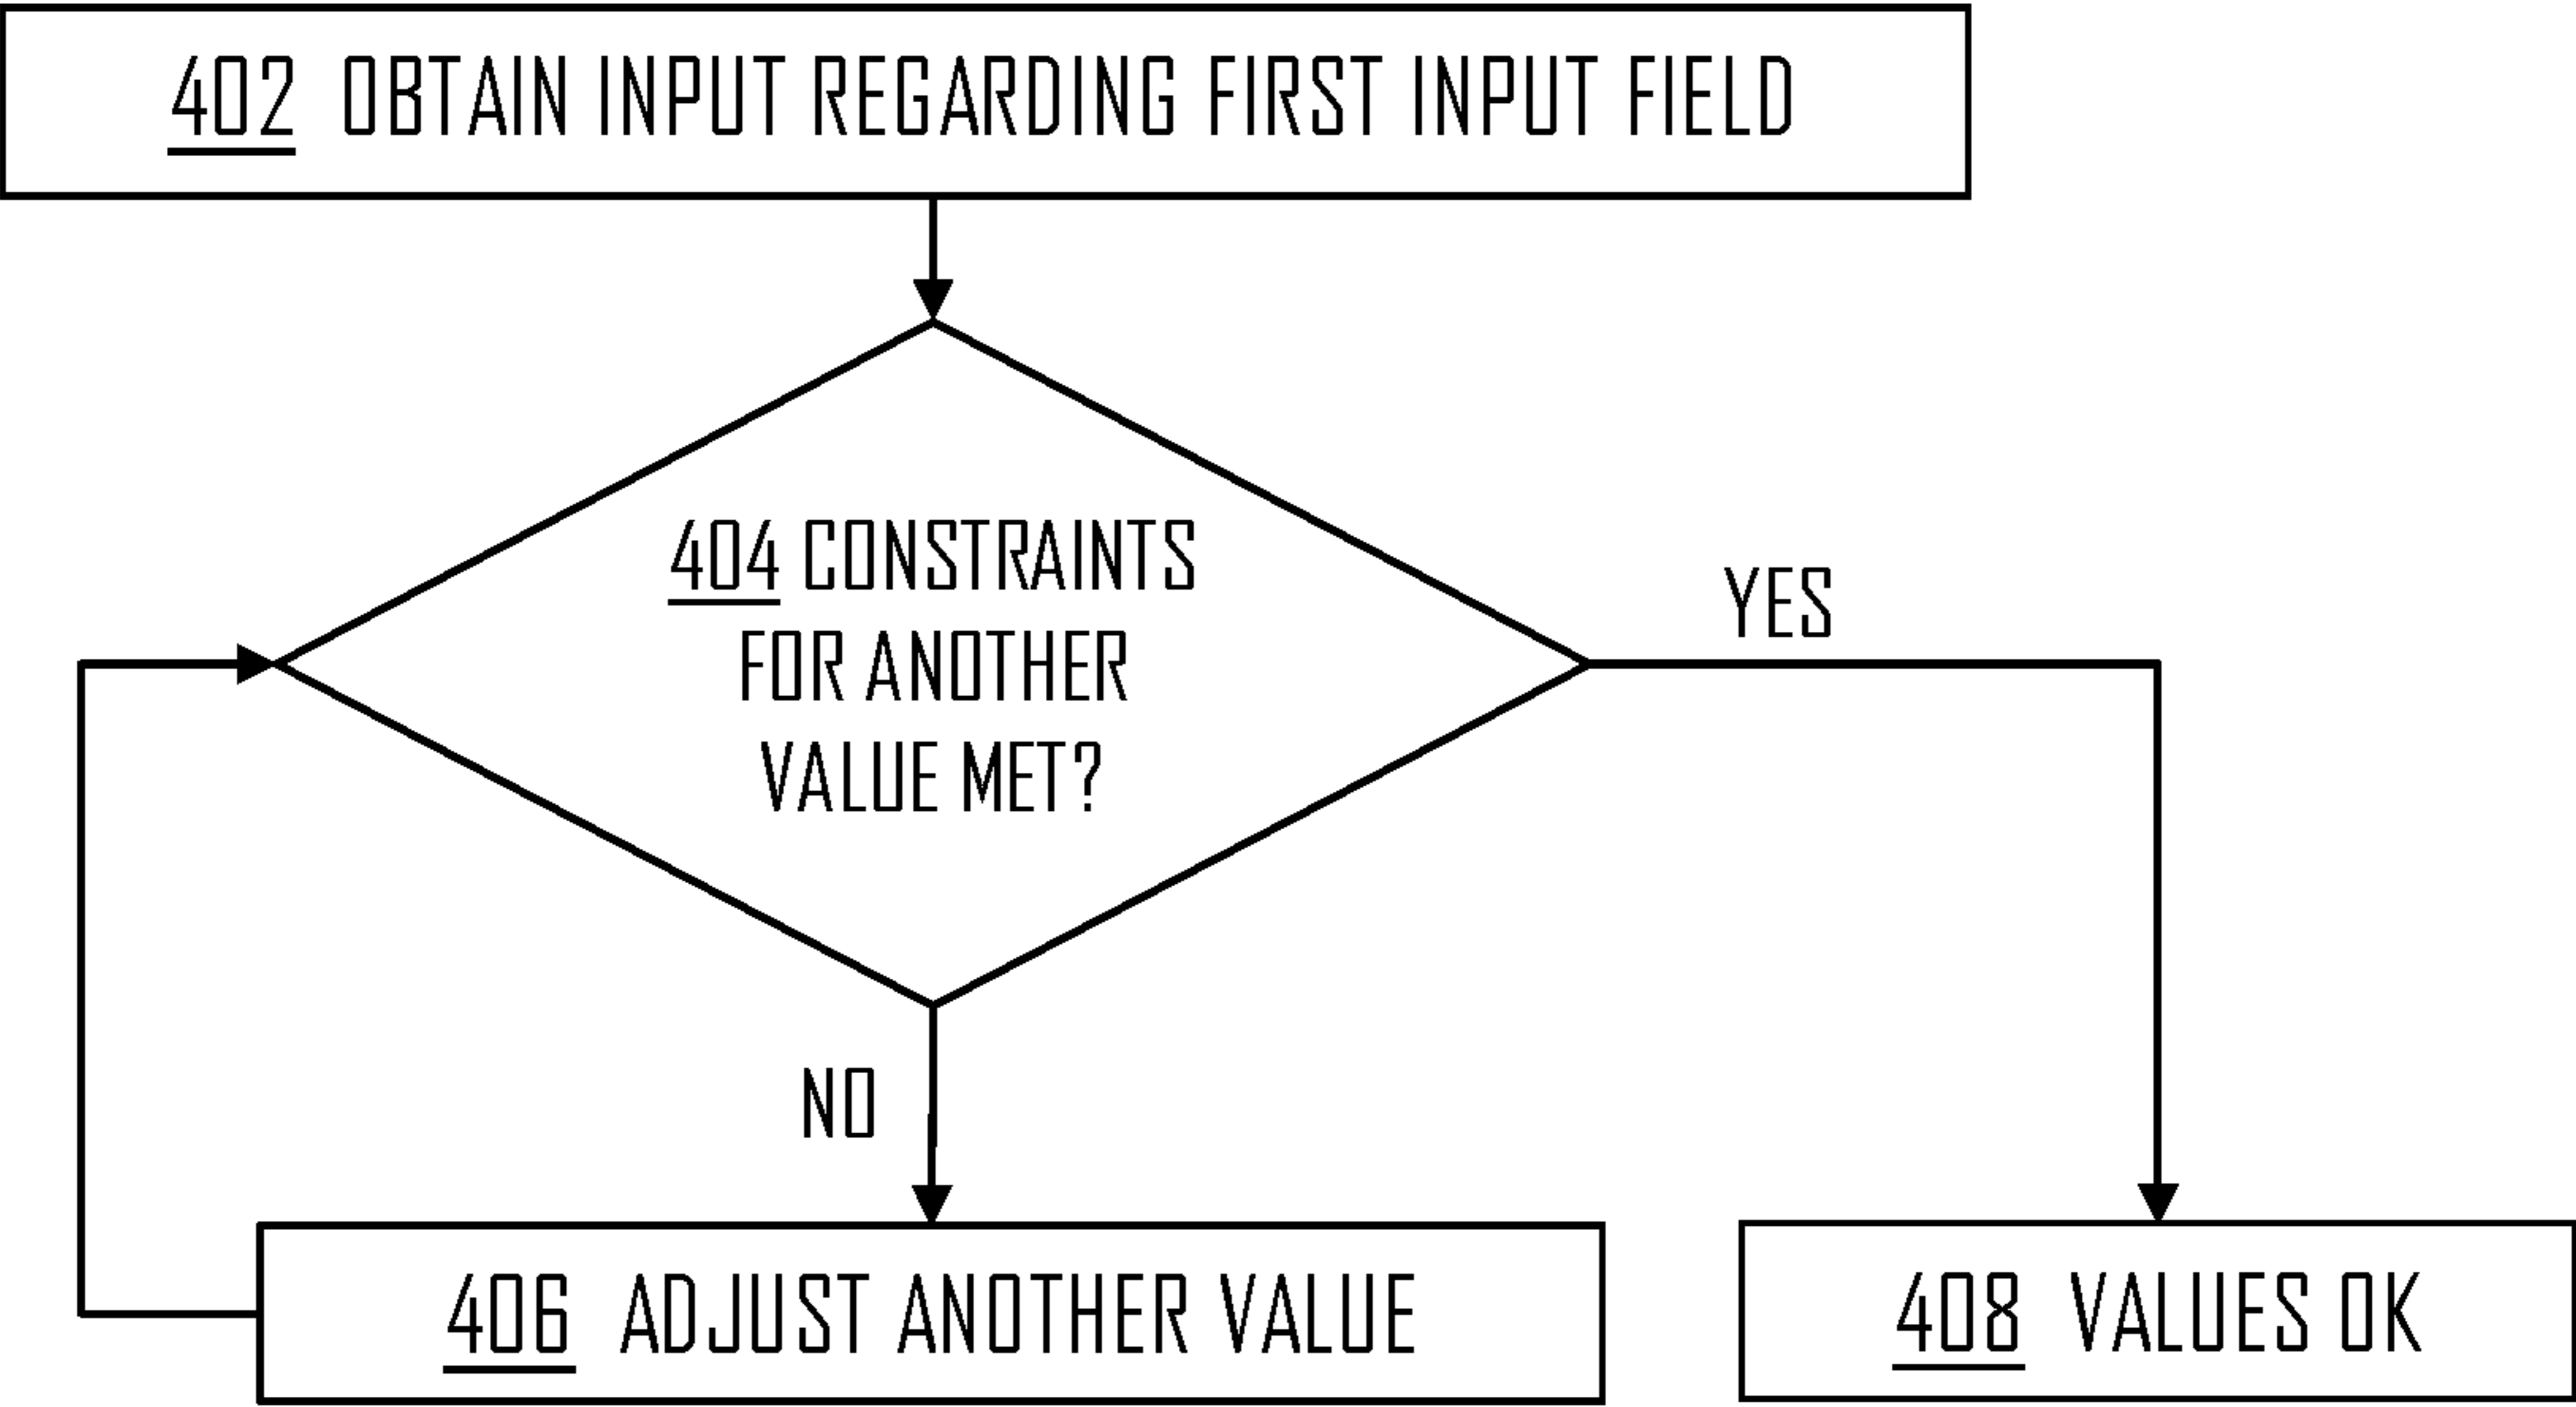 402 OBTAIN INPUT REGARDING FIRST INPUT FIELD
404 CONSTRAINTS
FOR ANOTHER
VALUE MET?
YES
NO
406 ADJUST ANOTHER VALUE
408 VALUES OK